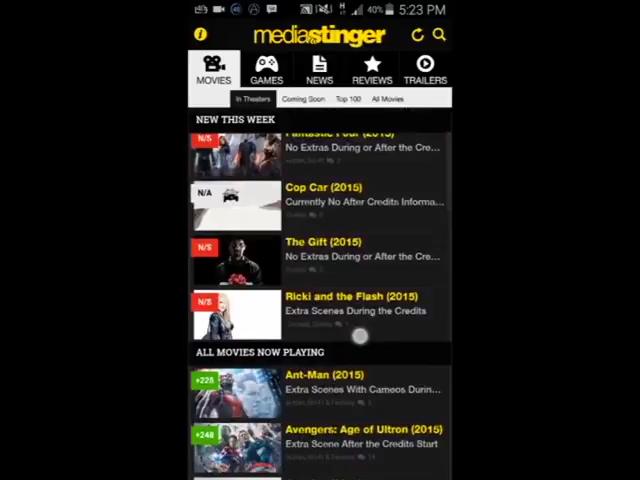 40%
5:23 PM
mediastinger
MOVIES
GAMES
NEWS
REVIEWS
TRAILERS
In Theaters
Coming Soon
Top 100
All Movies
NEW THIS WEEK
N/S
Fantastic Four (2015)
No Extras During or After the Cre...
N/A
Cop Car (2015)
Currently No After Credits Informa...
N/S
The Gift (2015)
No Extras During or After the Cre...
N/S
Ricki and the Flash (2015)
Extra Scenes During the Credits
ALL MOVIES NOW PLAYING
+225
Ant-Man (2015)
Extra Scenes With Cameos Durin...
+248
Avengers: Age of Ultron (2015)
Extra Scene After the Credits Start